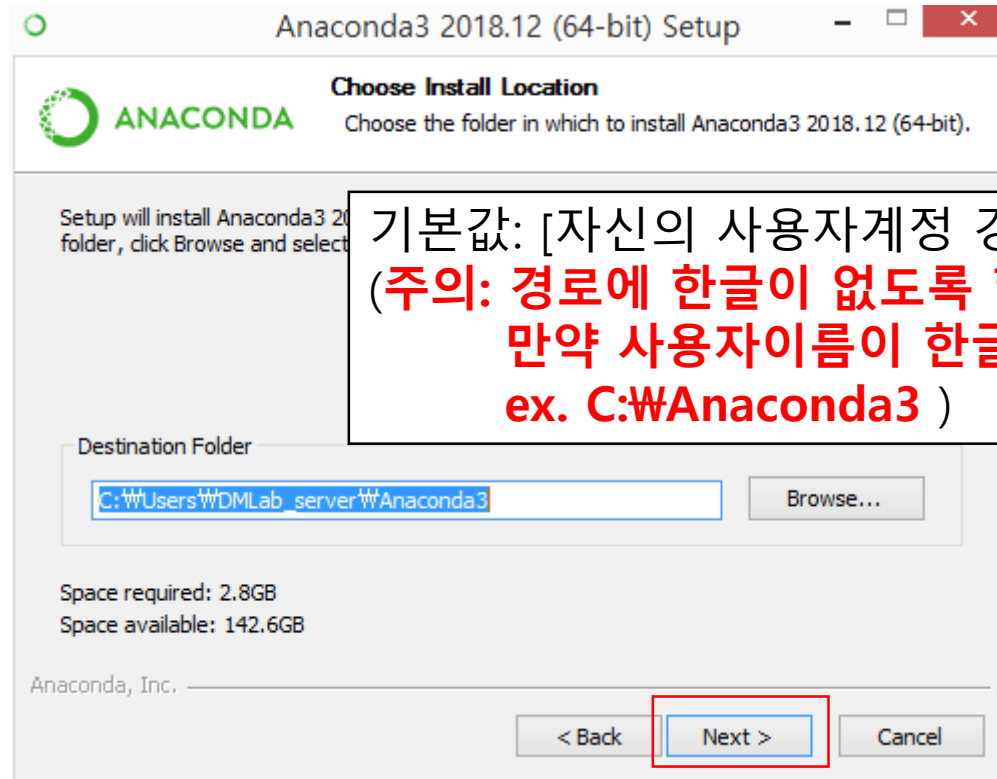 Anaconda3 2018.12 (64-bit) Setup
ANACONDA
Choose Install Location
Choose the folder in which to install Anaconda3 2018.12 (64-bit).
Setup will install Anaconda3
folder, click Browse and select
기본값: [자신의 사용자계정
(주의: 경로에 한글이 없도록
만약 사용자이름이
ex. C:₩Anaconda3 )
Destination Folder
C:₩Users₩DMLab_server₩Anaconda3
Browse...
Space required: 2.8GB
Space available: 142.6GB
Anaconda, Inc.
< Back
Next >
Cancel